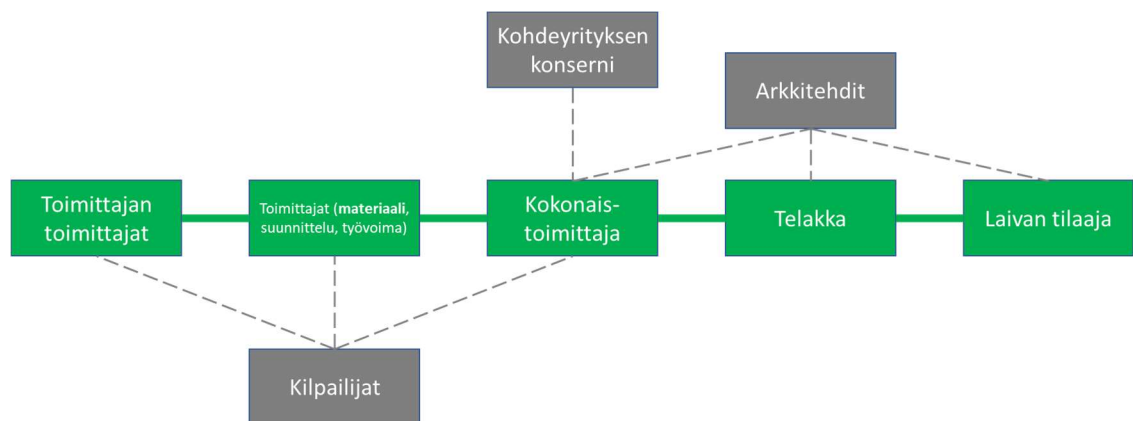 Kohdeyrityksen
konserni
Arkkitehdit
Toimittajan
toimittajat
Toimittajat (materiaali,
suunnittelu, työvoima)
Kokonais-
toimittaja
Telakka
Laivan tilaaja
Kilpailijat